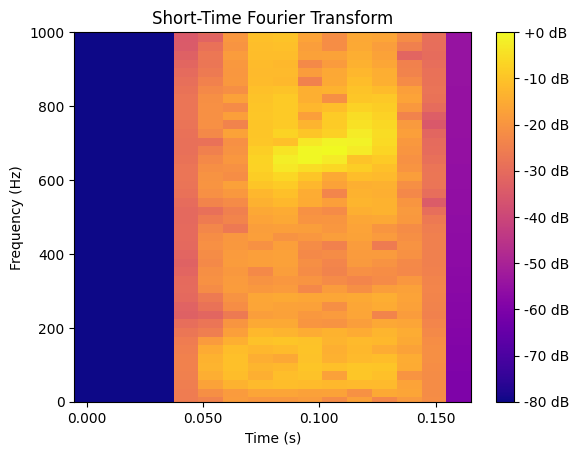 Short-Time Fourier Transform
1000
800
600
400
200
0
Frequency (Hz)
0.000
0.050
0.100
0.150
Time (s)
+0 dB
-10 dB
-20 dB
-30 dB
-40 dB
-50 dB
-60 dB
-70 dB
-80 dB